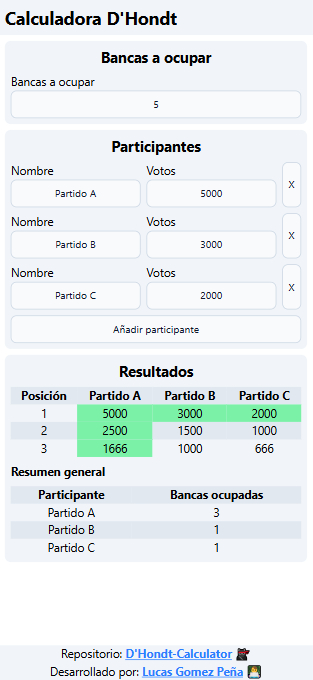 Calculadora D'Hondt
Bancas a ocupar
Bancas a ocupar
5
Participantes
Nombre Votos
Partido A 5000 X
Nombre Votos
Partido B 3000 X
Nombre Votos
Partido C 2000 X
Añadir participante
Resultados
Posición Partido A Partido B Partido C
1 5000 3000 2000
2 2500 1500 1000
3 1666 1000 666
Resumen general
Participante Bancas ocupadas
Partido A 3
Partido B 1
Partido C 1
Repositorio: D'Hondt-Calculator
Desarrollado por: Lucas Gomez Peña